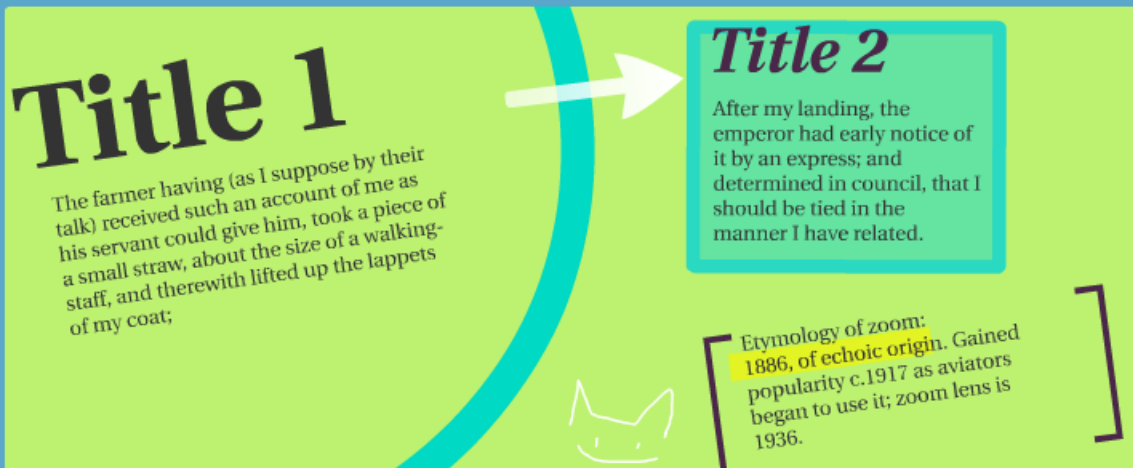 Title 1
The farmer having (as I suppose by their
talk) received such an account of me as
his servant could give him, took a piece of
a small straw, about the size of a walking-
staff, and therewith lifted up the lappets
of my coat;
Title 2
After my landing, the
emperor had early notice of
it by an express; and
determined in council, that I
should be tied in the
manner I have related.
Etymology of zoom:
1886, of echoic origin. Gained
popularity c.1917 as aviators
began to use it; zoom lens is
1936.